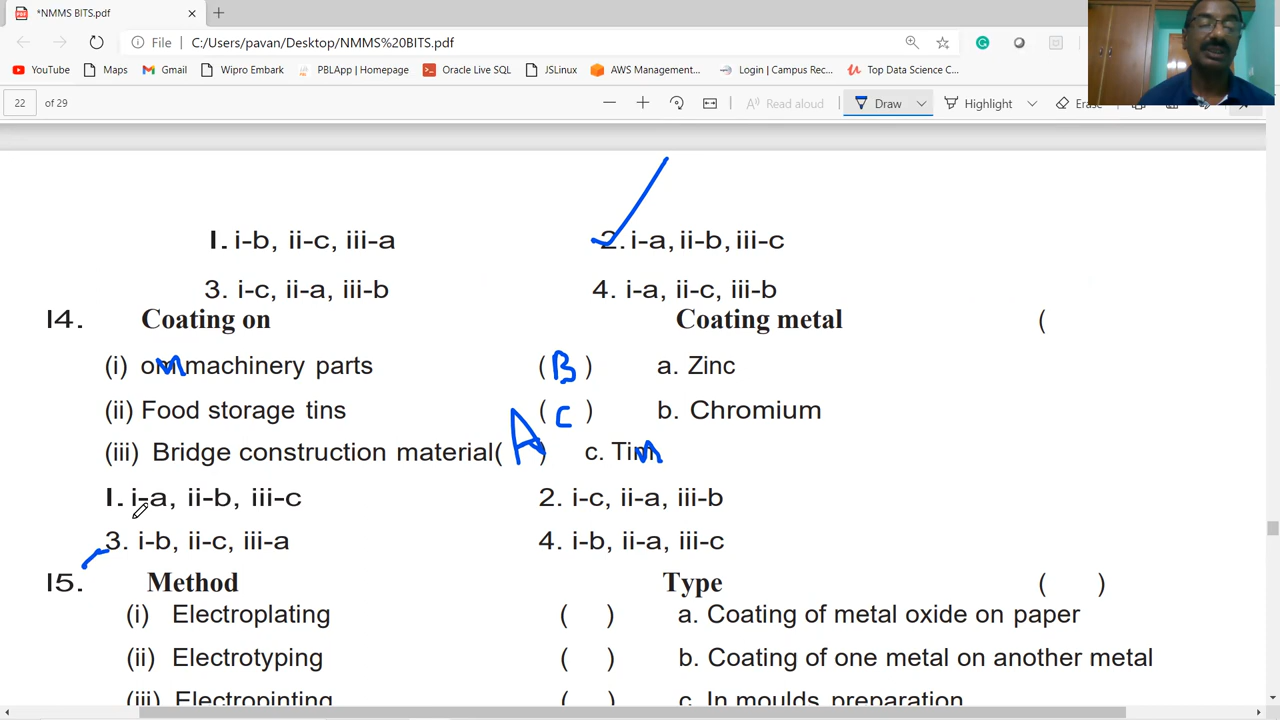 *NMMS BITS.pdf
File C:/Users/pavan/Desktop/NMMS%20BITS.pdf
YouTube Maps Gmail Wipro Embark PBLApp | Homepage Oracle Live SQL JSLinux AWS Management... Login | Campus Rec... Top Data Science C...
22 of 29 Read aloud Draw Highlight
1. i-b, ii-c, iii-a 2. i-a, ii-b, iii-c
3. i-c, ii-a, iii-b 4. i-a, ii-c, iii-b
14. Coating on Coating metal (
(i) on machinery parts ( B ) a. Zinc
(ii) Food storage tins ( C ) b. Chromium
(iii) Bridge construction material( A ) c. Tin
1. i-a, ii-b, iii-c 2. i-c, ii-a, iii-b
3. i-b, ii-c, iii-a 4. i-b, ii-a, iii-c
15. Method Type ( )
(i) Electroplating ( ) a. Coating of metal oxide on paper
(ii) Electrotyping ( ) b. Coating of one metal on another metal
(iii) Electropinting ( ) c. In moulds preparation